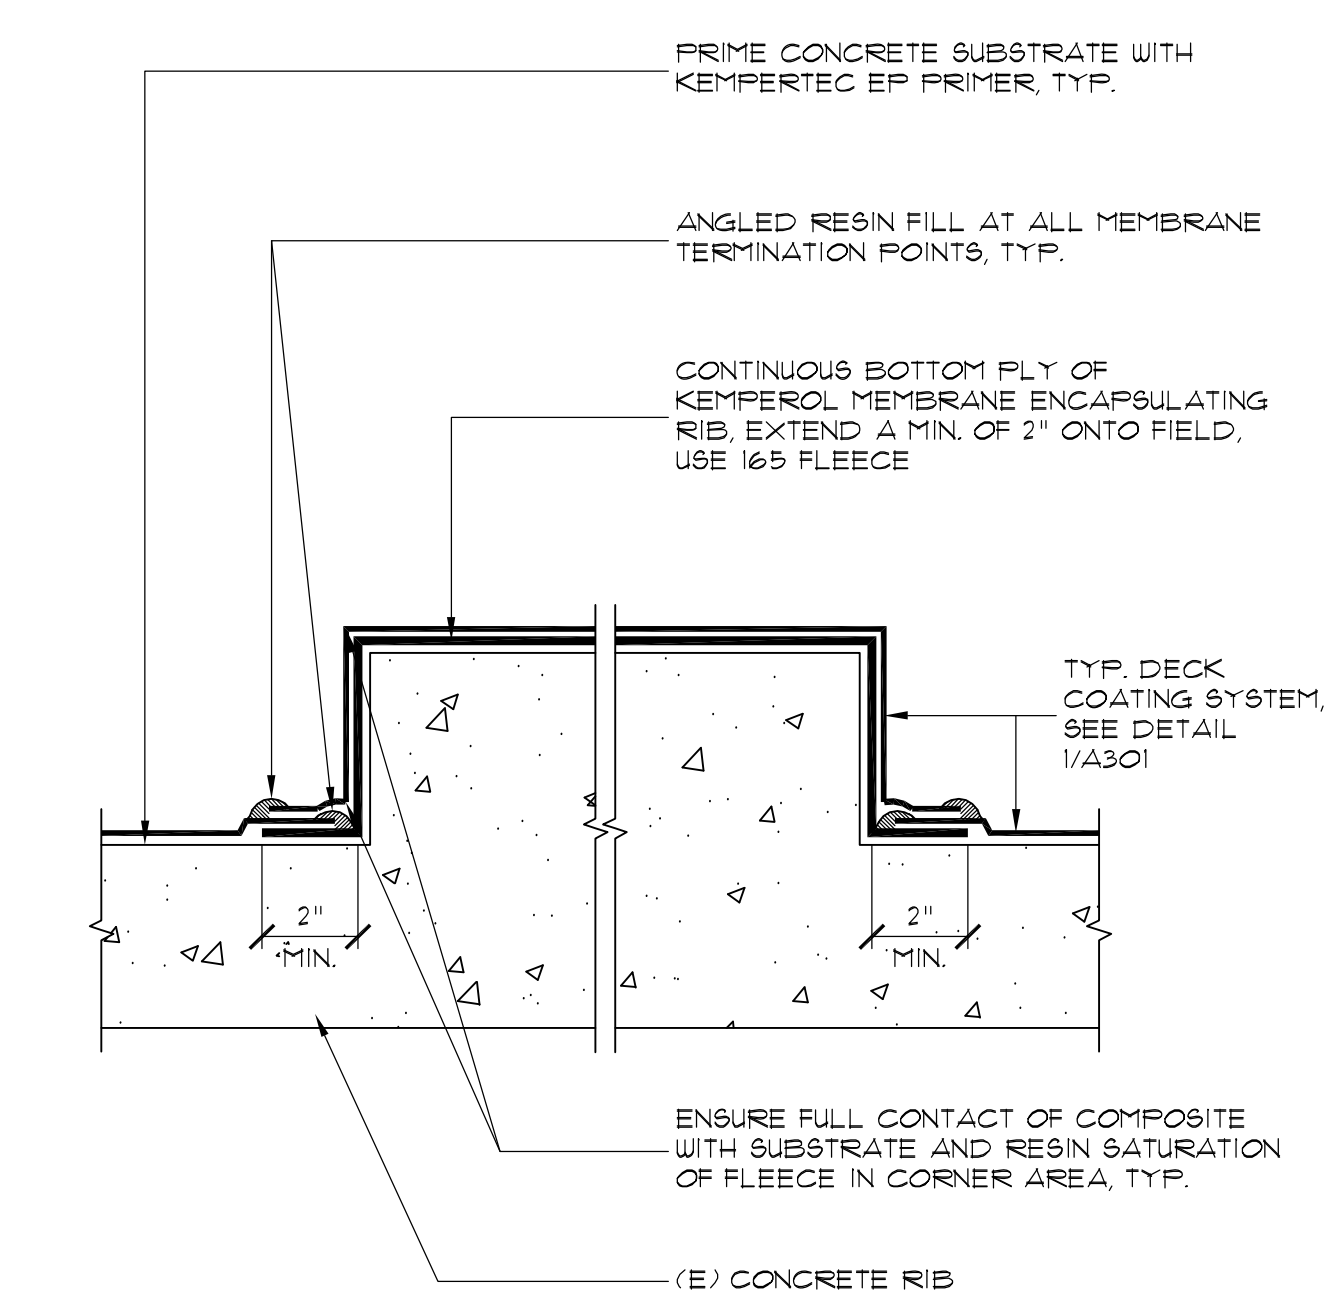 PRIME CONCRETE SUBSTRATE WITH
KEMPERTEC EP PRIMER, TYP.
ANGLED RESIN FILL AT ALL MEMBRANE
TERMINATION POINTS, TYP.
CONTINUOUS BOTTOM PLY OF
KEMPEROL MEMBRANE ENCAPSULATING
RIB, EXTEND A MIN. OF 2" ONTO FIELD,
USE 165 FLEECE
TYP. DECK
COATING SYSTEM,
SEE DETAIL
1/A301
2"
MIN.
2"
MIN.
ENSURE FULL CONTACT OF COMPOSITE
WITH SUBSTRATE AND RESIN SATURATION
OF FLEECE IN CORNER AREA, TYP.
(E) CONCRETE RIB